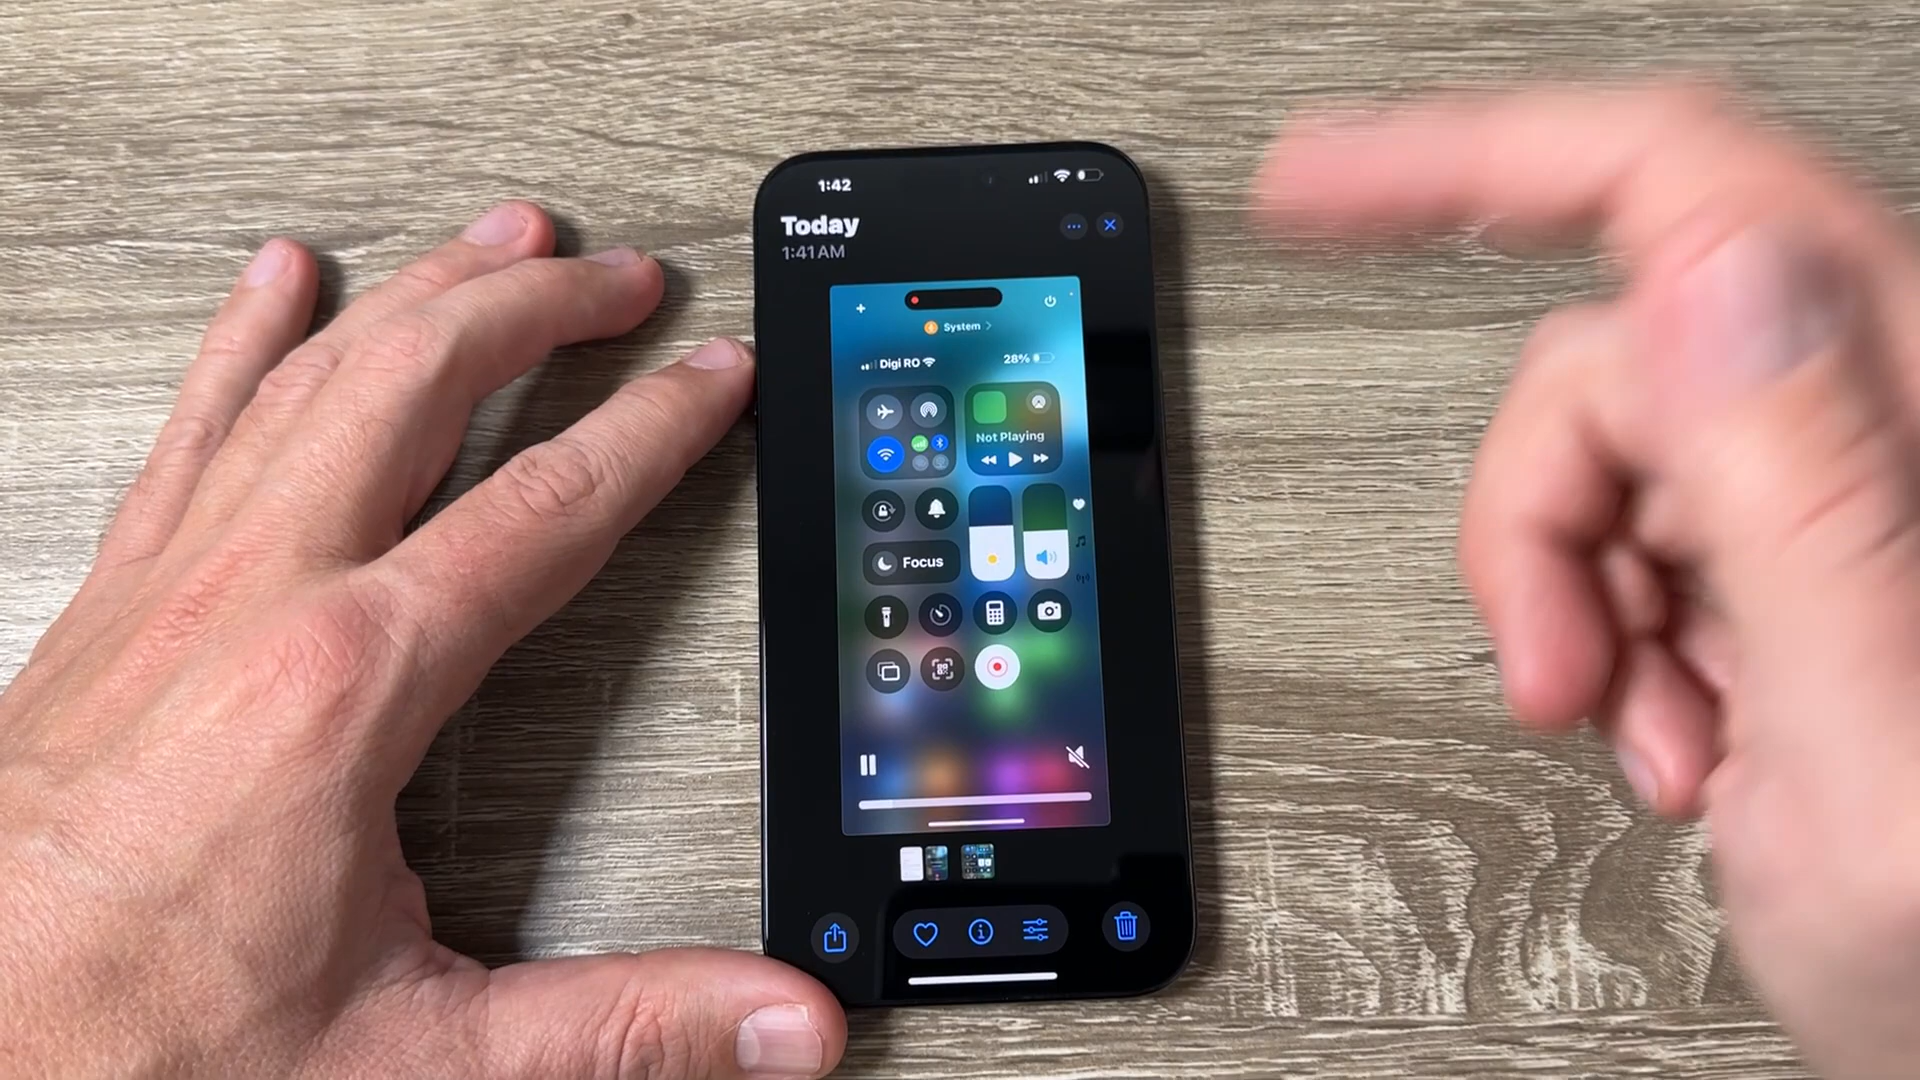 1:42
Today
1:41 AM
System
Digi RO
28%
Not Playing
Focus